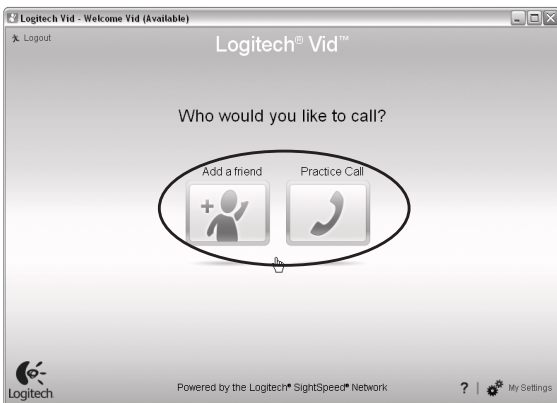 Logitech Vid - Welcome Vid (Available)
Logout
Logitech® Vid™
Who would you like to call?
Add a friend
Practice Call
Logitech
Powered by the Logitech® SightSpeed® Network
? | My Settings